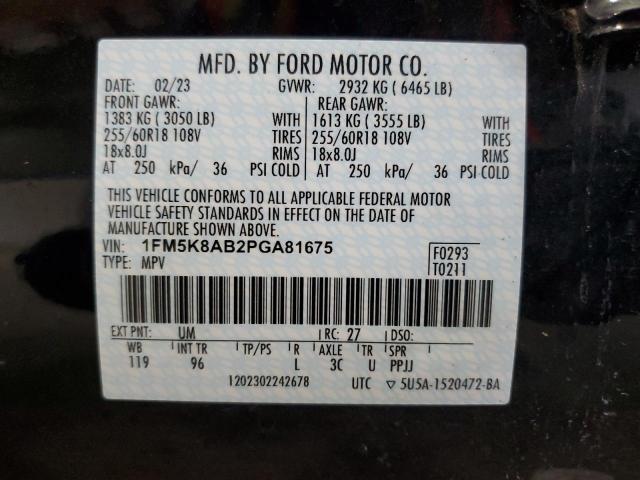 MFD. BY FORD MOTOR CO.
DATE: 02/23 GVWR: 2932 KG ( 6465 LB)
FRONT GAWR: REAR GAWR:
1383 KG ( 3050 LB) WITH 1613 KG ( 3555 LB) WITH
255/60R18 108V TIRES 255/60R18 108V TIRES
18x8.0J RIMS 18x8.0J RIMS
AT 250 kPa/ 36 PSI COLD AT 250 kPa/ 36 PSI COLD
THIS VEHICLE CONFORMS TO ALL APPLICABLE FEDERAL MOTOR
VEHICLE SAFETY STANDARDS IN EFFECT ON THE DATE OF
MANUFACTURE SHOWN ABOVE.
VIN: 1FM5K8AB2PGA81675 F0293
TYPE: MPV T0211
EXT PNT: UM RC: 27 DSO:
WB INT TR TP/PS R AXLE TR SPR
119 96 L 3C U PPJJ
1202302242678 UTC ▽ 5U5A-1520472-BA